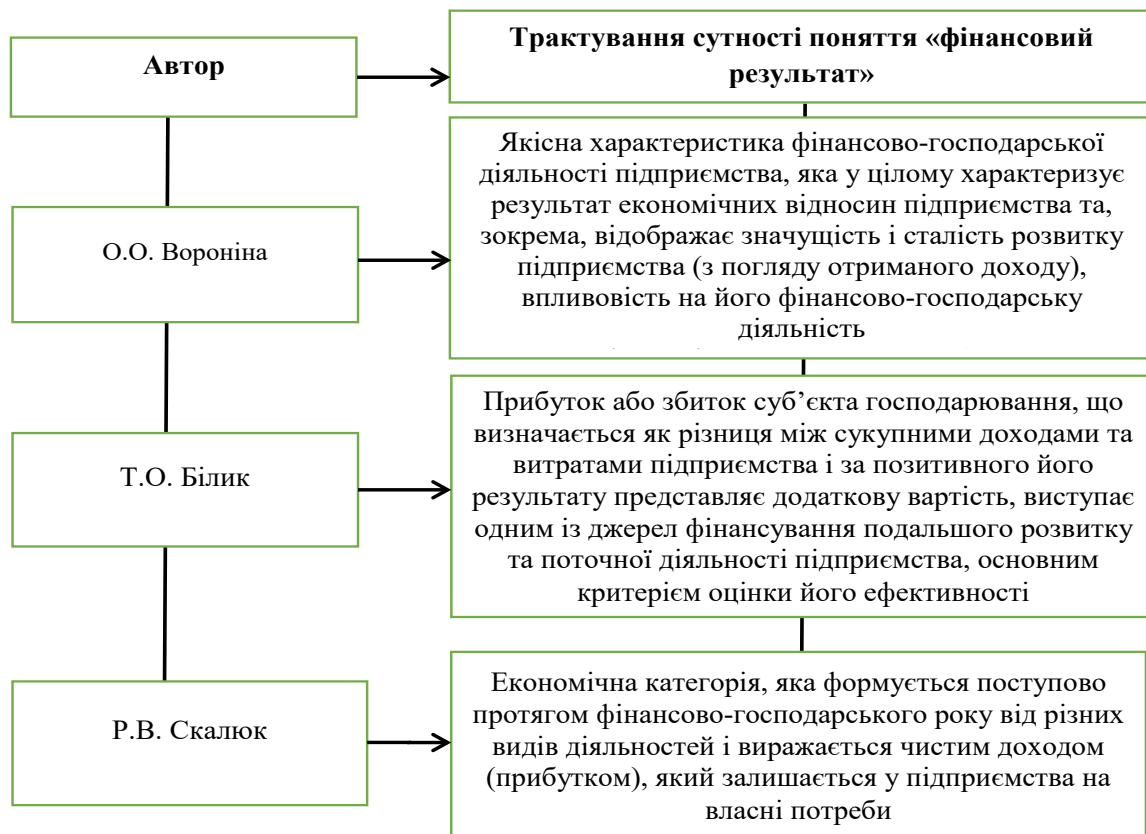 Автор
Трактування сутності поняття «фінансовий
результат»
О.О. Вороніна
Якісна характеристика фінансово-господарської
діяльності підприємства, яка у цілому характеризує
результат економічних відносин підприємства та,
зокрема, відображає значущість і сталість розвитку
підприємства (з погляду отриманого доходу),
впливовість на його фінансово-господарську
діяльність
Т.О. Білик
Прибуток або збиток суб’єкта господарювання, що
визначається як різниця між сукупними доходами та
витратами підприємства і за позитивного його
результату представляє додаткову вартість, виступає
одним із джерел фінансування подальшого розвитку
та поточної діяльності підприємства, основним
критерієм оцінки його ефективності
Р.В. Скалюк
Економічна категорія, яка формується поступово
протягом фінансово-господарського року від різних
видів діяльностей і виражається чистим доходом
(прибутком), який залишається у підприємства на
власні потреби